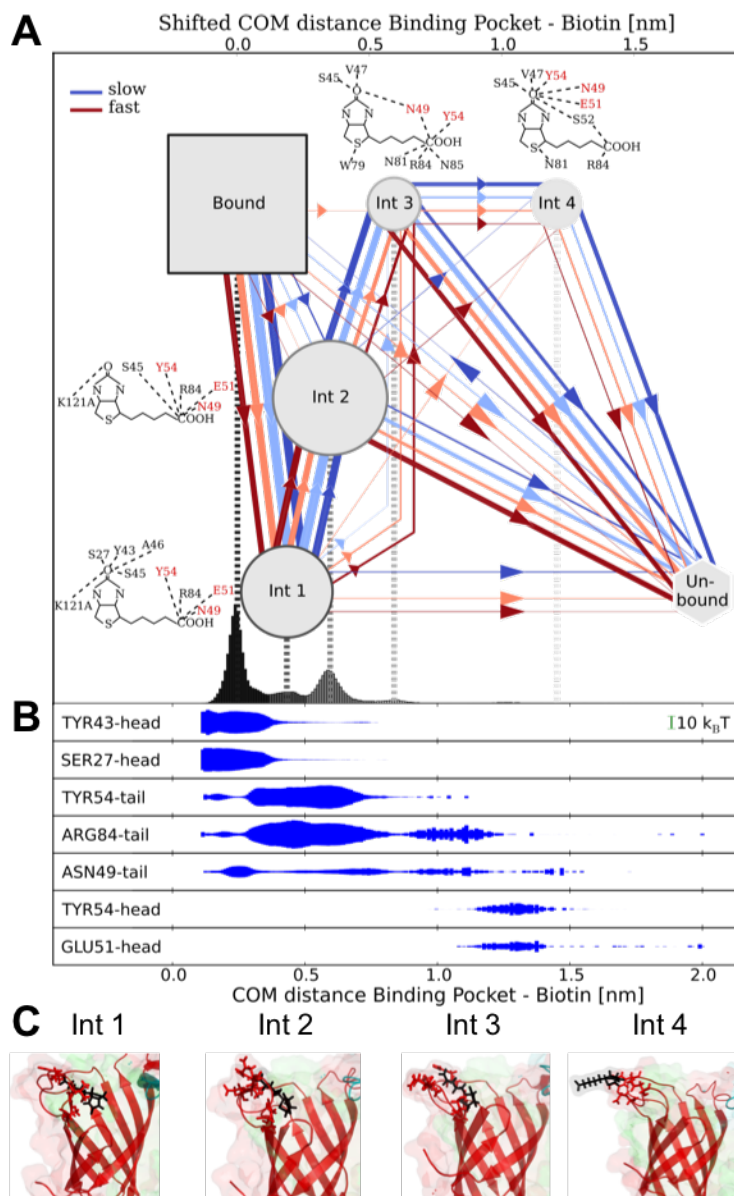 A
Shifted COM distance Binding Pocket - Biotin [nm]
0.0 0.5 1.0 1.5
slow
fast
V47
S45
O
N N
S
W79
N49
Y54
COOH
N81
R84
N85
V47
Y54
S45
O
N49
E51
S52
N N
S
COOH
N81
R84
Bound
Int 3
Int 4
Int 2
O
S45
Y54
R84
E51
N N
K121A
N49
S
COOH
A46
Y43
S27
O
S45
Y54
R84
E51
K121A
N N
N49
S
COOH
Int 1
Un-
bound
B
TYR43-head
10 kBT
SER27-head
TYR54-tail
ARG84-tail
ASN49-tail
TYR54-head
GLU51-head
0.0 0.5 1.0 1.5 2.0
COM distance Binding Pocket - Biotin [nm]
C
Int 1 Int 2 Int 3 Int 4